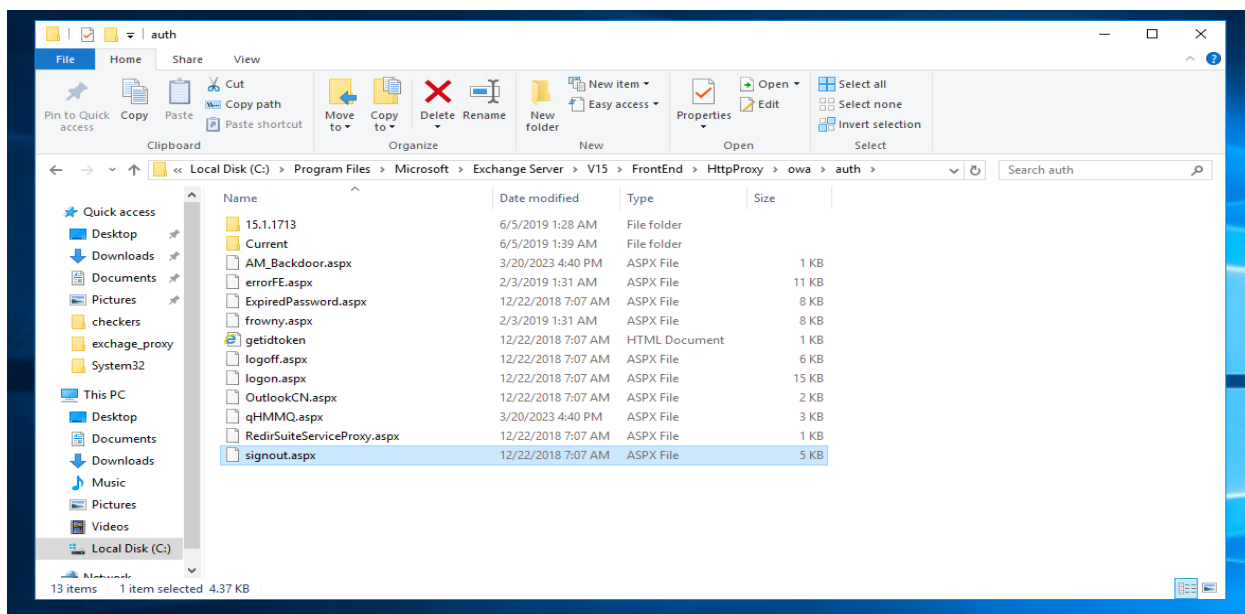 auth
File Home Share View
Cut
Copy path
Paste shortcut
Pin to Quick access
Copy
Paste
Clipboard
Move to
Copy to
Delete
Rename
Organize
New folder
New item
Easy access
New
Properties
Open
Edit
Open
Select all
Select none
Invert selection
Select
« Local Disk (C:) > Program Files > Microsoft > Exchange Server > V15 > FrontEnd > HttpProxy > owa > auth >
Search auth
Quick access
Desktop
Downloads
Documents
Pictures
checkers
exchage_proxy
System32
This PC
Desktop
Documents
Downloads
Music
Pictures
Videos
Local Disk (C:)
Network
Name Date modified Type Size
15.1.1713 6/5/2019 1:28 AM File folder
Current 6/5/2019 1:39 AM File folder
AM_Backdoor.aspx 3/20/2023 4:40 PM ASPX File 1 KB
errorFE.aspx 2/3/2019 1:31 AM ASPX File 11 KB
ExpiredPassword.aspx 12/22/2018 7:07 AM ASPX File 8 KB
frowny.aspx 2/3/2019 1:31 AM ASPX File 8 KB
getidtoken 12/22/2018 7:07 AM HTML Document 1 KB
logoff.aspx 12/22/2018 7:07 AM ASPX File 6 KB
logon.aspx 12/22/2018 7:07 AM ASPX File 15 KB
OutlookCN.aspx 12/22/2018 7:07 AM ASPX File 2 KB
qHMMQ.aspx 3/20/2023 4:40 PM ASPX File 3 KB
RedirSuiteServiceProxy.aspx 12/22/2018 7:07 AM ASPX File 1 KB
signout.aspx 12/22/2018 7:07 AM ASPX File 5 KB
13 items 1 item selected 4.37 KB